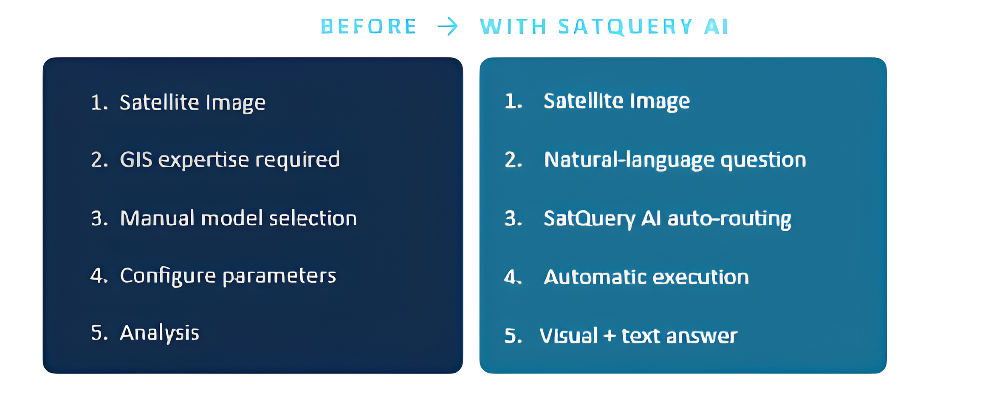 BEFORE → WITH SATQUERY AI
1. Satellite Image
2. GIS expertise required
3. Manual model selection
4. Configure parameters
5. Analysis
1. Satellite Image
2. Natural-language question
3. SatQuery AI auto-routing
4. Automatic execution
5. Visual + text answer